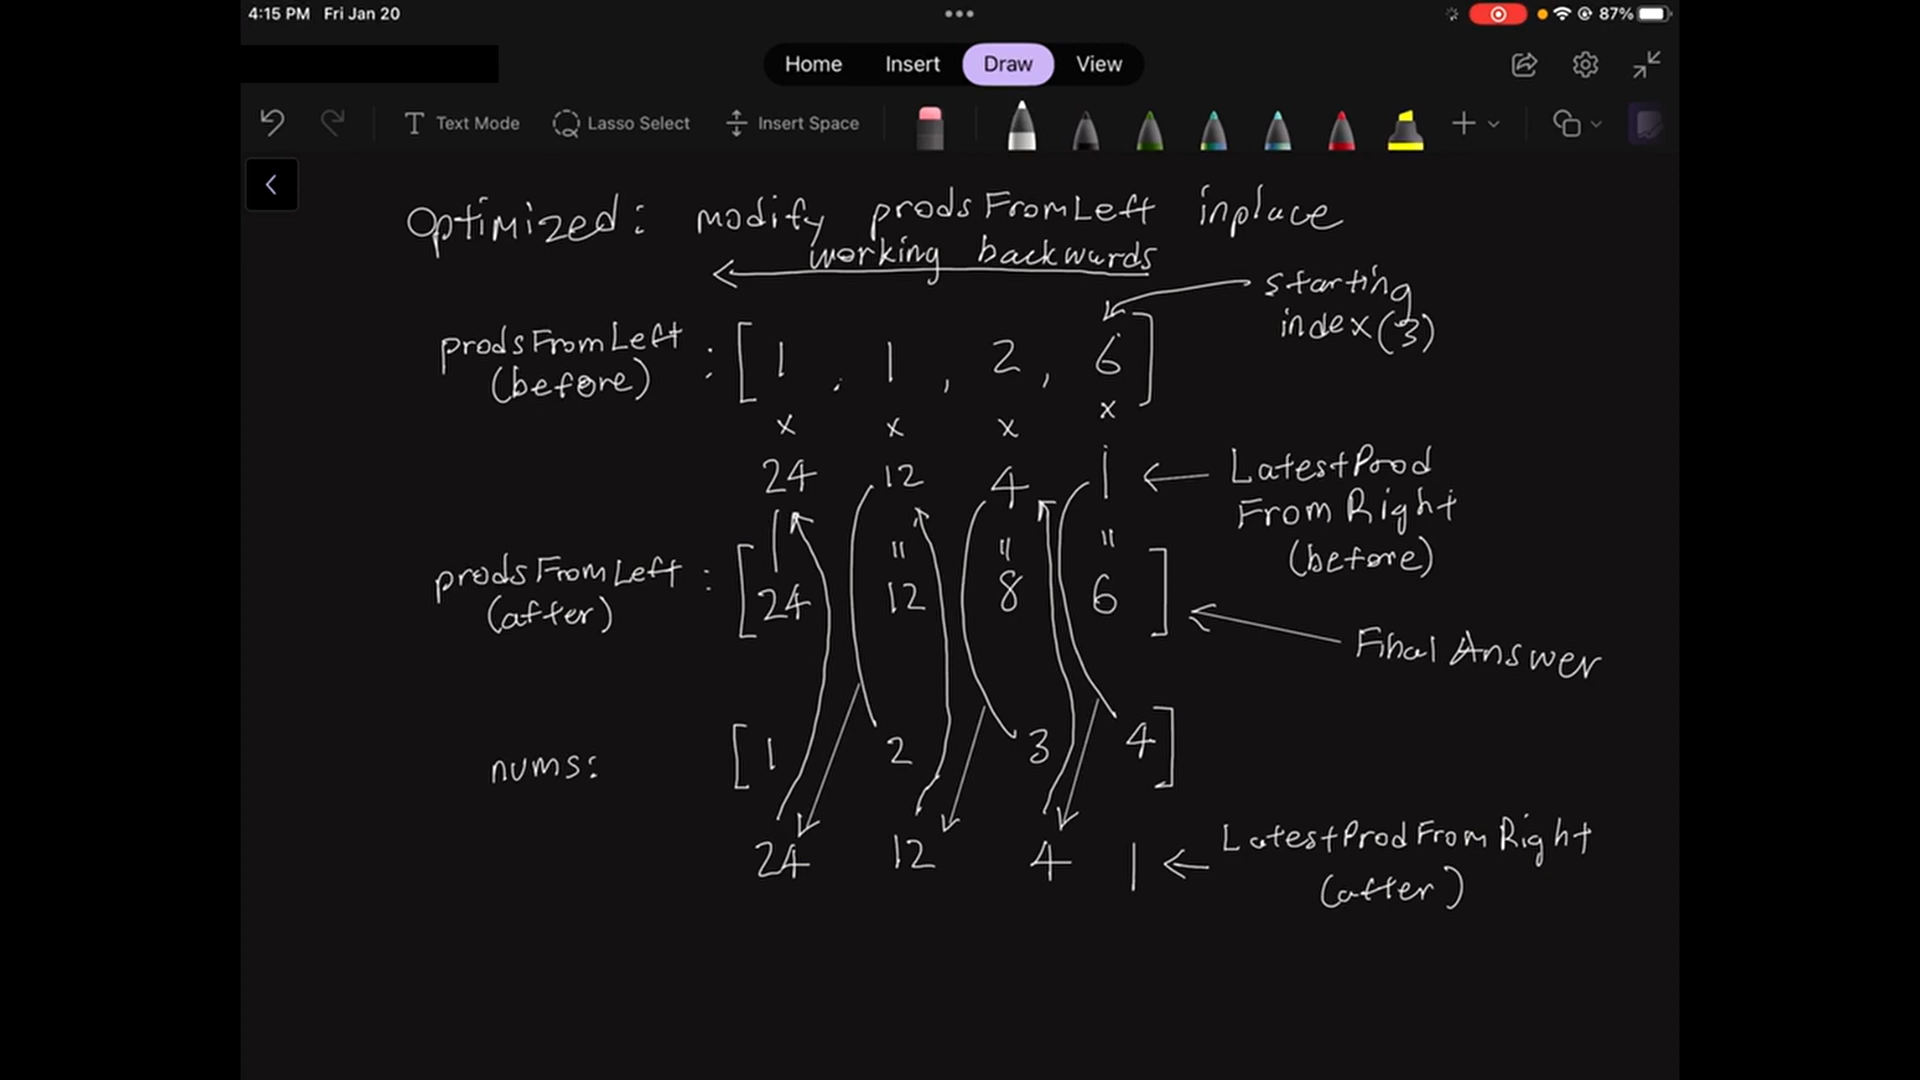 4:15 PM Fri Jan 20
87%
Home Insert Draw View
Text Mode Lasso Select Insert Space
Optimized: modify prodsFromLeft inplace
working backwards
starting
index(3)
prodsFromLeft : [1, 1, 2, 6]
(before)
x x x x
24 12 4 1 ← LatestProd
From Right
(before)
| " " "
prodsFromLeft : [24 12 8 6]
(after)
Final Answer
nums: [1 2 3 4]
24 12 4 1 ← LatestProdFromRight
(after)